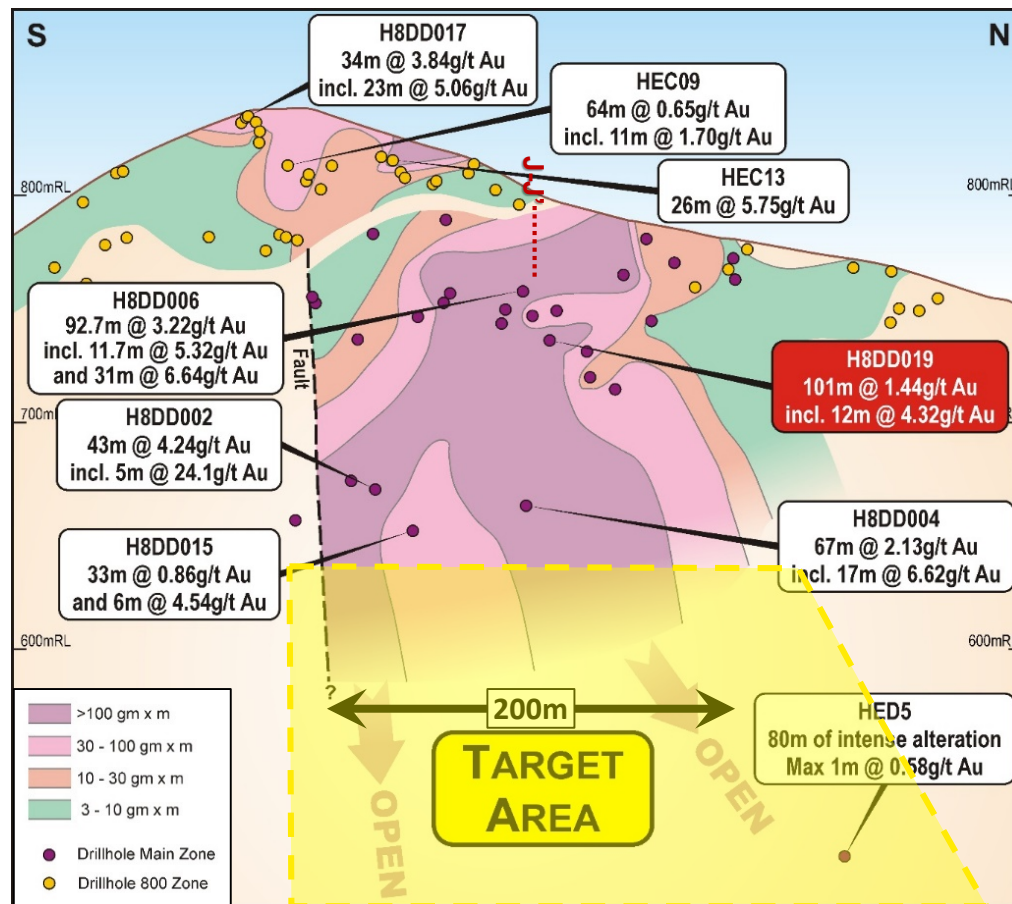 S
N
H8DD017
34m @ 3.84g/t Au
incl. 23m @ 5.06g/t Au
HEC09
64m @ 0.65g/t Au
incl. 11m @ 1.70g/t Au
HEC13
26m @ 5.75g/t Au
800mRL
800mRL
H8DD006
92.7m @ 3.22g/t Au
incl. 11.7m @ 5.32g/t Au
and 31m @ 6.64g/t Au
Fault
H8DD019
101m @ 1.44g/t Au
incl. 12m @ 4.32g/t Au
700mRL
H8DD002
43m @ 4.24g/t Au
incl. 5m @ 24.1g/t Au
H8DD015
33m @ 0.86g/t Au
and 6m @ 4.54g/t Au
H8DD004
67m @ 2.13g/t Au
incl. 17m @ 6.62g/t Au
600mRL
600mRL
?
200m
TARGET
AREA
OPEN
OPEN
HED5
80m of intense alteration
Max 1m @ 0.58g/t Au
>100 gm x m
30 - 100 gm x m
10 - 30 gm x m
3 - 10 gm x m
Drillhole Main Zone
Drillhole 800 Zone